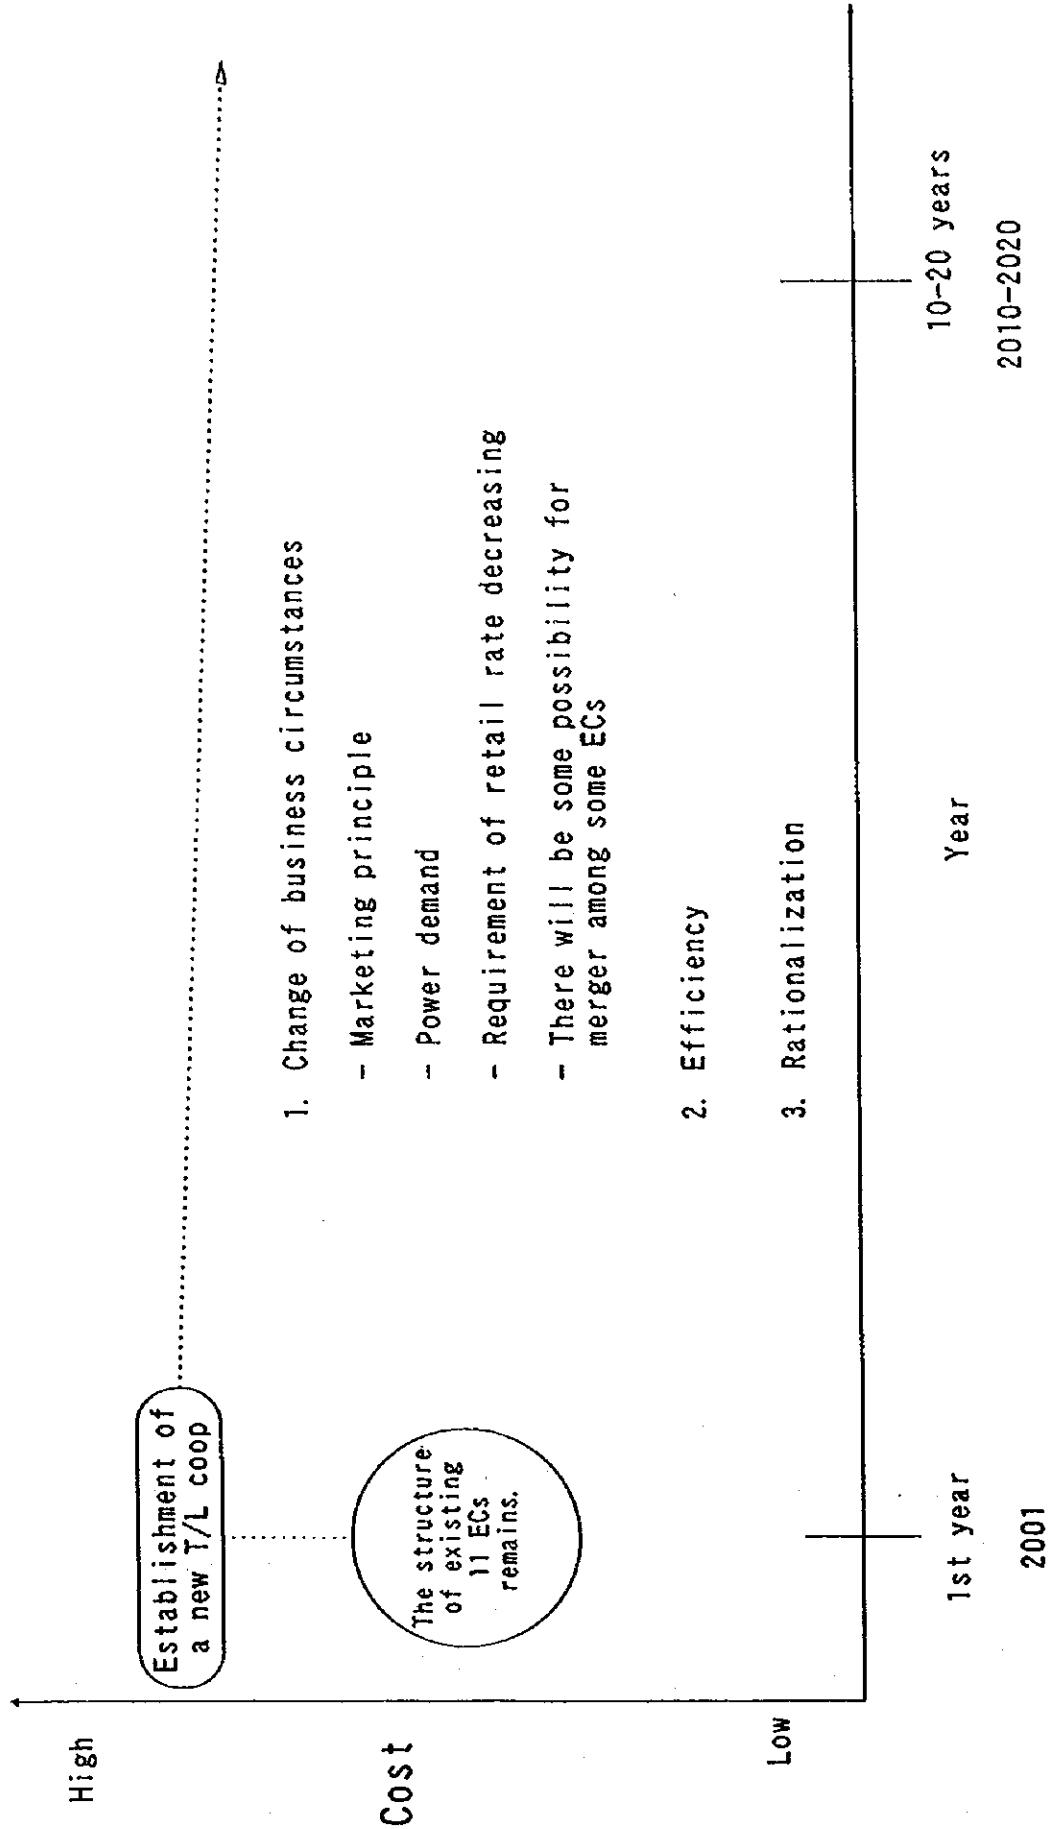 High
Cost
Low
Establishment of
a new T/L coop
The structure
of existing
11 ECs
remains.
1. Change of business circumstances
- Marketing principle
- Power demand
- Requirement of retail rate decreasing
- There will be some possibility for
merger among some ECs
2. Efficiency
3. Rationalization
1st year
2001
Year
10-20 years
2010-2020